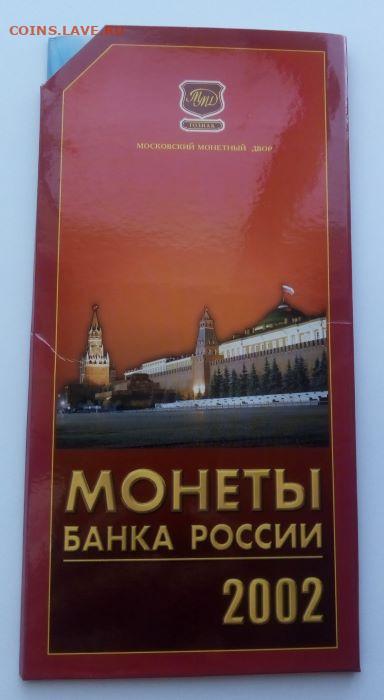 COINS.LAVE.RU
ММД
ГОЗНАК
МОСКОВСКИЙ МОНЕТНЫЙ ДВОР
МОНЕТЫ
БАНКА РОССИИ
2002